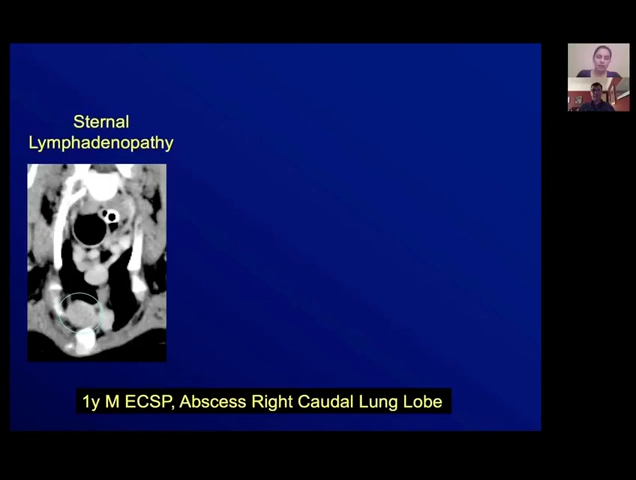 Sternal
Lymphadenopathy
1y M ECSP, Abscess Right Caudal Lung Lobe